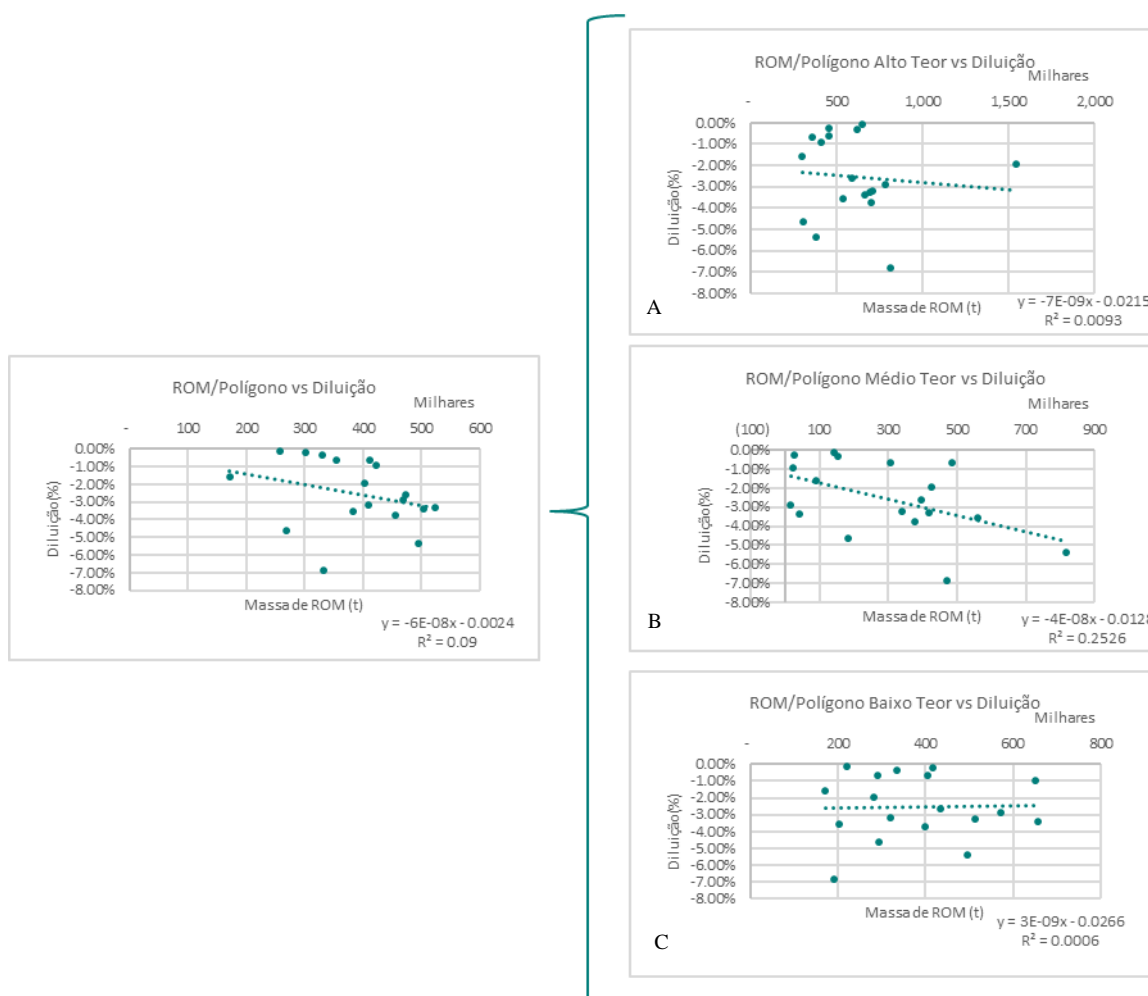 ROM/Polígono vs Diluição
Milhares
- 100 200 300 400 500 600
0.00%
-1.00%
-2.00%
-3.00%
-4.00%
-5.00%
-6.00%
-7.00%
-8.00%
Diluição(%)
Massa de ROM (t)
y = -6E-08x - 0.0024
R² = 0.09
ROM/Polígono Alto Teor vs Diluição
Milhares
- 500 1,000 1,500 2,000
0.00%
-1.00%
-2.00%
-3.00%
-4.00%
-5.00%
-6.00%
-7.00%
-8.00%
Diluição(%)
Massa de ROM (t)
y = -7E-09x - 0.0215
R² = 0.0093
A
ROM/Polígono Médio Teor vs Diluição
Milhares
(100) 100 300 500 700 900
0.00%
-1.00%
-2.00%
-3.00%
-4.00%
-5.00%
-6.00%
-7.00%
-8.00%
Diluição(%)
Massa de ROM (t)
y = -4E-08x - 0.0128
R² = 0.2526
B
ROM/Polígono Baixo Teor vs Diluição
Milhares
- 200 400 600 800
0.00%
-1.00%
-2.00%
-3.00%
-4.00%
-5.00%
-6.00%
-7.00%
-8.00%
Diluição(%)
Massa de ROM (t)
y = 3E-09x - 0.0266
R² = 0.0006
C